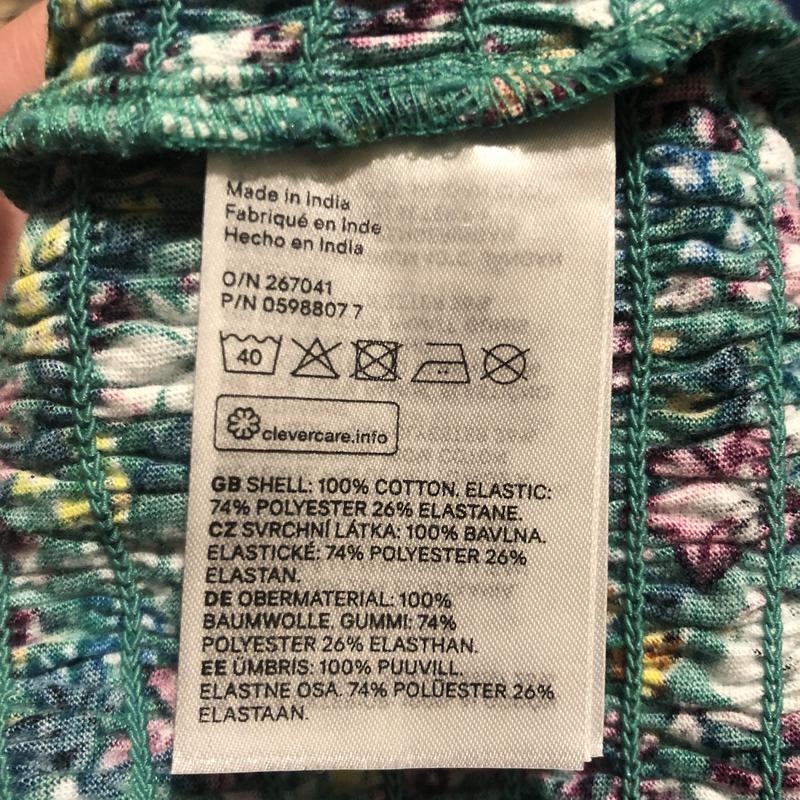 Made in India
Fabriqué en Inde
Hecho en India
O/N 267041
P/N 0598807 7
40
clevercare.info
GB SHELL: 100% COTTON. ELASTIC:
74% POLYESTER 26% ELASTANE.
CZ SVRCHNÍ LÁTKA: 100% BAVLNA.
ELASTICKÉ: 74% POLYESTER 26%
ELASTAN.
DE OBERMATERIAL: 100%
BAUMWOLLE. GUMMI: 74%
POLYESTER 26% ELASTHAN.
EE ÜMBRIS: 100% PUUVILL.
ELASTNE OSA. 74% POLÜESTER 26%
ELASTAAN.